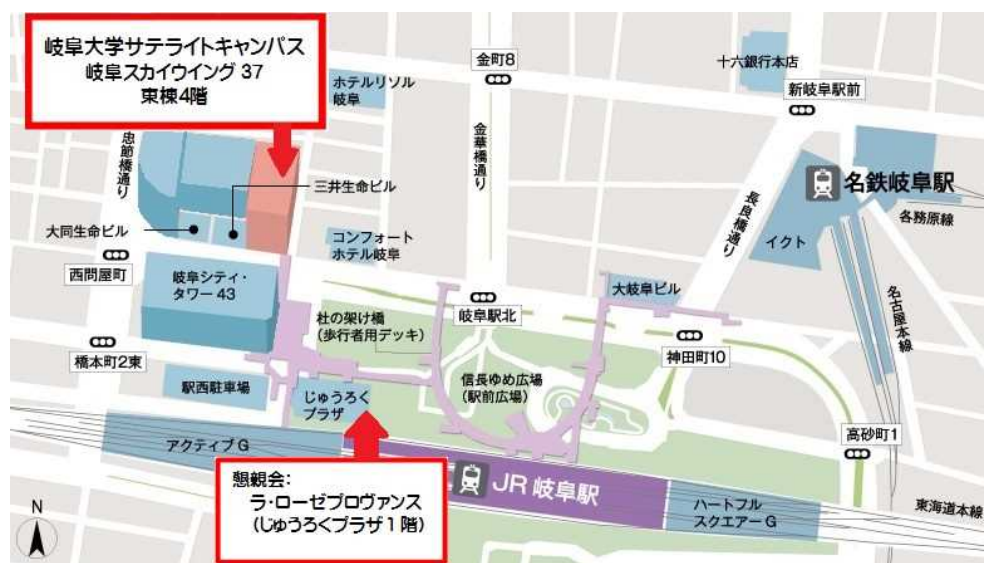 岐阜大学サテライトキャンパス
岐阜スカイウイング37
東棟4階
ホテルリソル
岐阜
金町8
十六銀行本店
新岐阜駅前
忠節橋通り
金華橋通り
長良橋通り
三井生命ビル
大同生命ビル
コンフォート
ホテル岐阜
名鉄岐阜駅
各務原線
イクト
名古屋本線
西問屋町
岐阜シティ・
タワー43
大岐阜ビル
岐阜駅北
杜の架け橋
(歩行者用デッキ)
神田町10
橋本町2東
信長ゆめ広場
(駅前広場)
駅西駐車場
じゅうろく
プラザ
高砂町1
アクティブG
懇親会:
ラ・ローゼプロヴァンス
(じゅうろくプラザ1階)
JR岐阜駅
ハートフル
スクエアーG
東海道本線
N